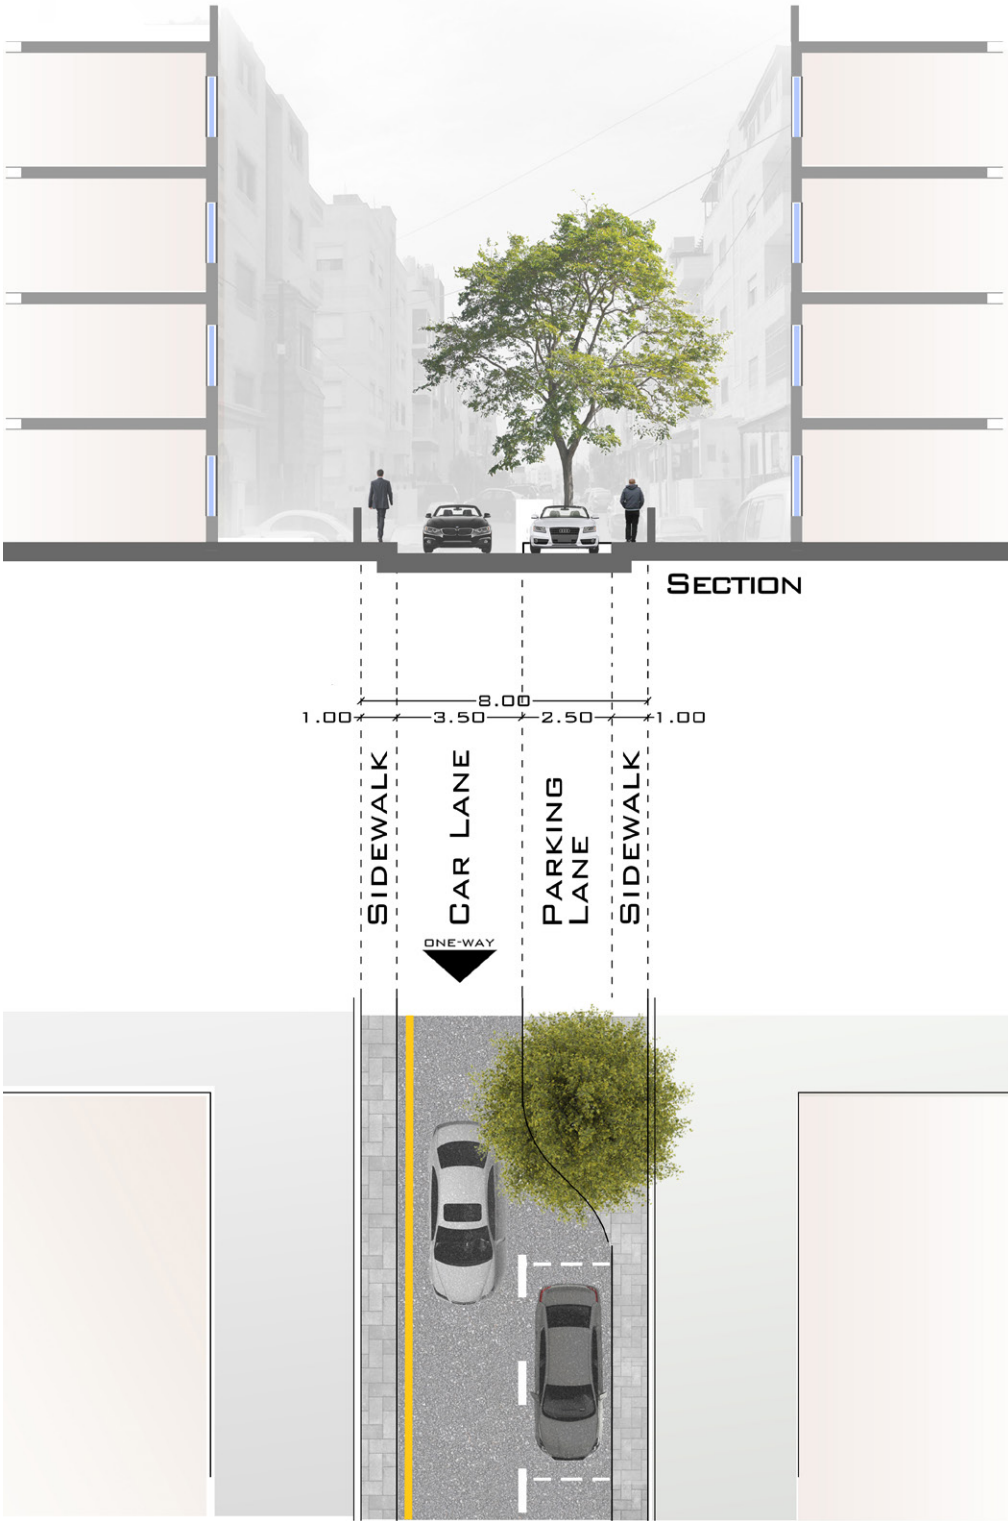 SECTION
8.00
1.00 3.50 2.50 1.00
SIDEWALK
CAR LANE
PARKING
LANE
SIDEWALK
ONE-WAY